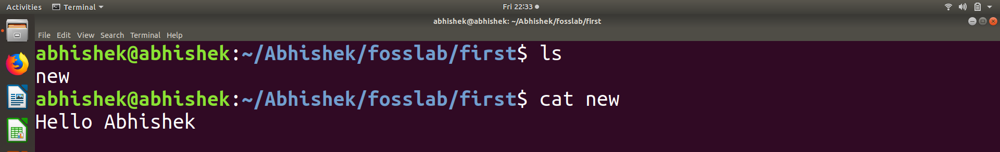 Activities Terminal Fri 22:33
abhishek@abhishek: ~/Abhishek/fosslab/first
File Edit View Search Terminal Help
abhishek@abhishek:~/Abhishek/fosslab/first$ ls
new
abhishek@abhishek:~/Abhishek/fosslab/first$ cat new
Hello Abhishek